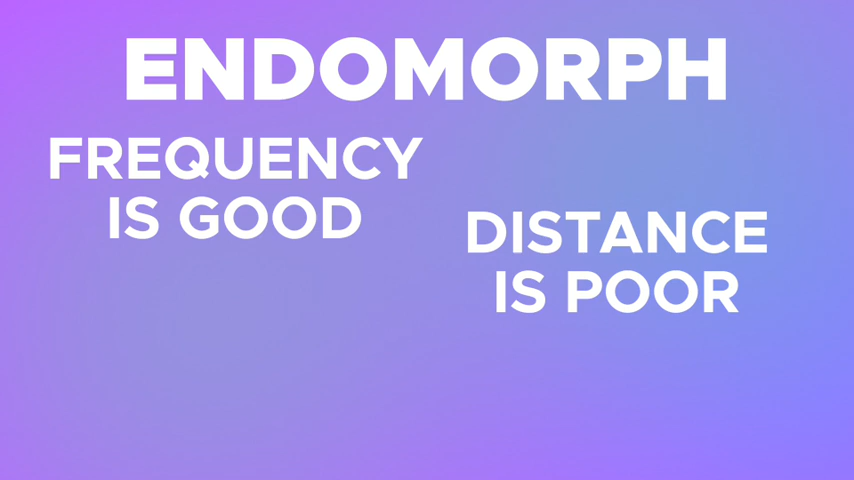 ENDOMORPH
FREQUENCY
IS GOOD
DISTANCE
IS POOR